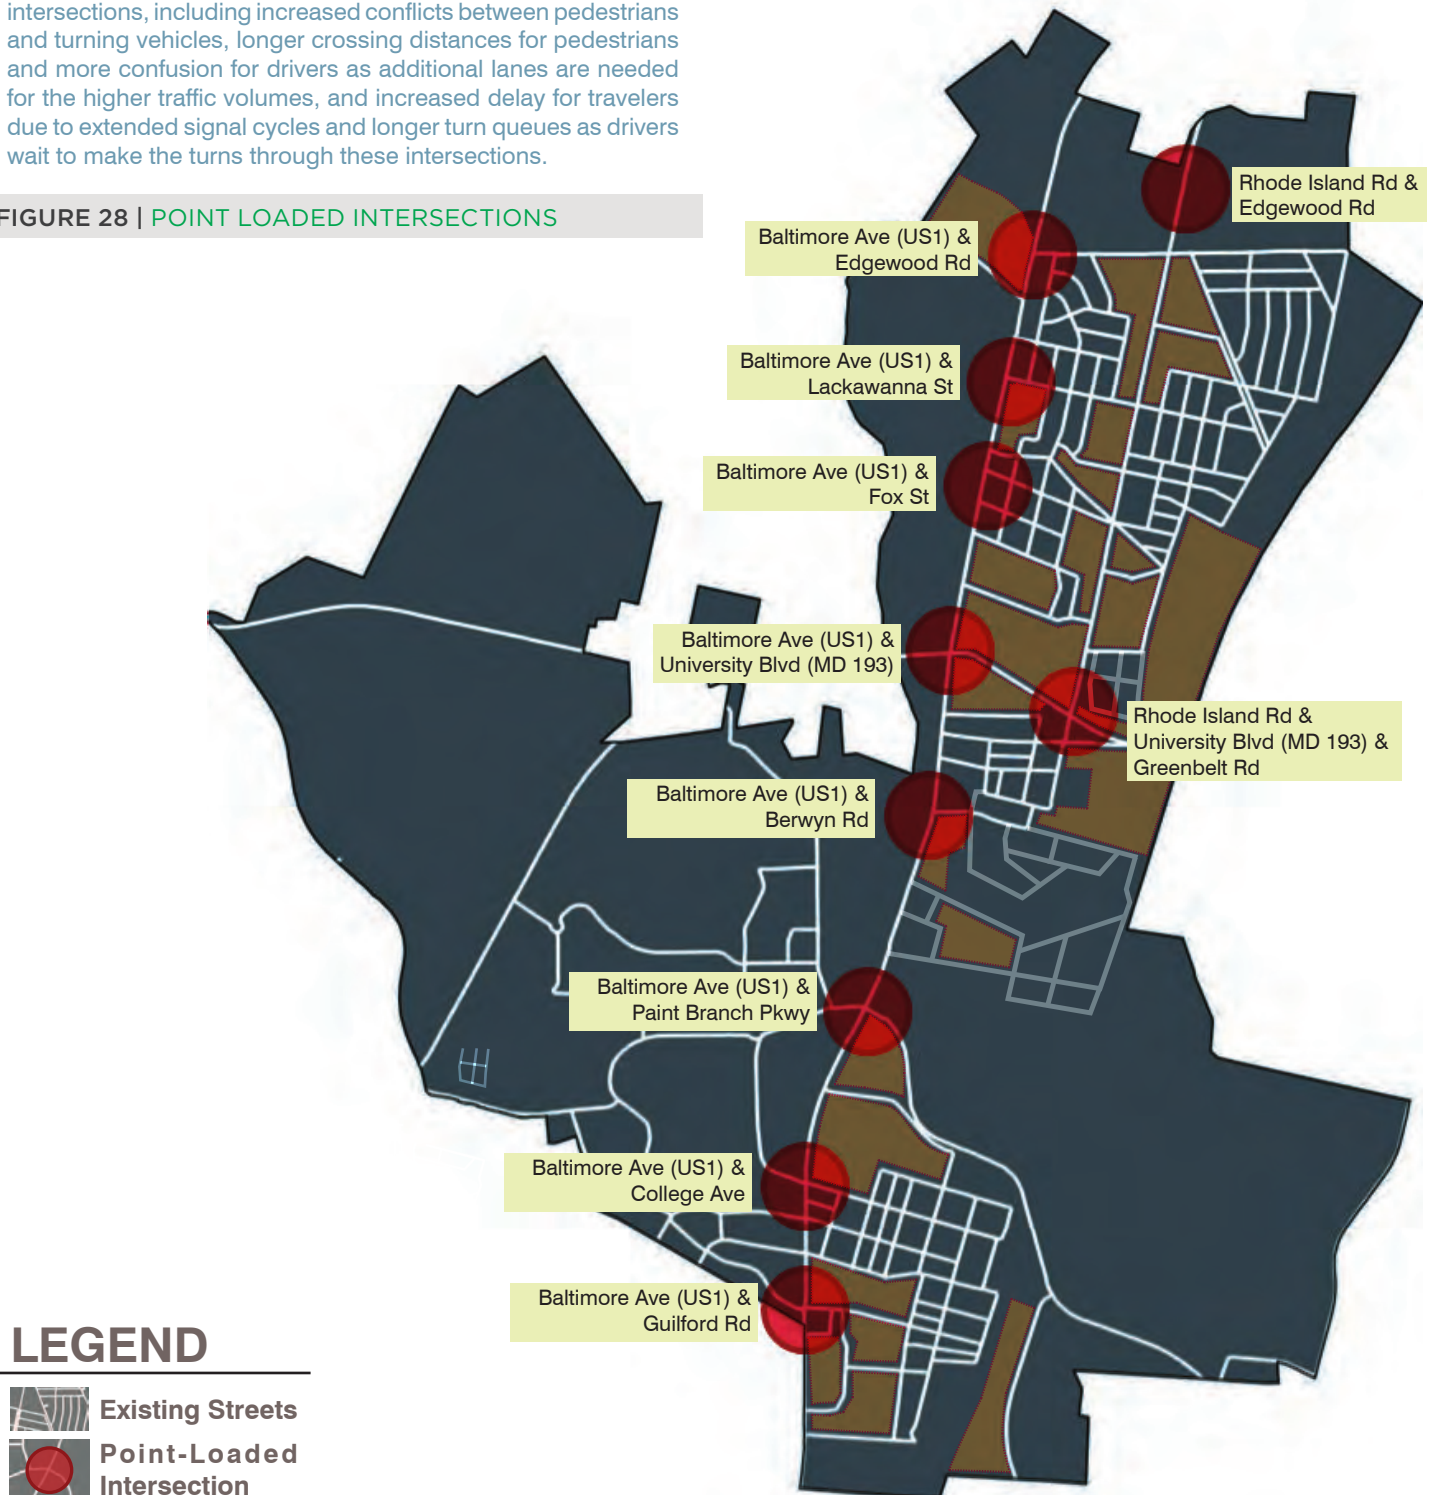 intersections, including increased conflicts between pedestrians
and turning vehicles, longer crossing distances for pedestrians
and more confusion for drivers as additional lanes are needed
for the higher traffic volumes, and increased delay for travelers
due to extended signal cycles and longer turn queues as drivers
wait to make the turns through these intersections.
FIGURE 28 | POINT LOADED INTERSECTIONS
Rhode Island Rd &
Edgewood Rd
Baltimore Ave (US1) &
Edgewood Rd
Baltimore Ave (US1) &
Lackawanna St
Baltimore Ave (US1) &
Fox St
Baltimore Ave (US1) &
University Blvd (MD 193)
Rhode Island Rd &
University Blvd (MD 193) &
Greenbelt Rd
Baltimore Ave (US1) &
Berwyn Rd
Baltimore Ave (US1) &
Paint Branch Pkwy
Baltimore Ave (US1) &
College Ave
Baltimore Ave (US1) &
Guilford Rd
LEGEND
Existing Streets
Point-Loaded
Intersection